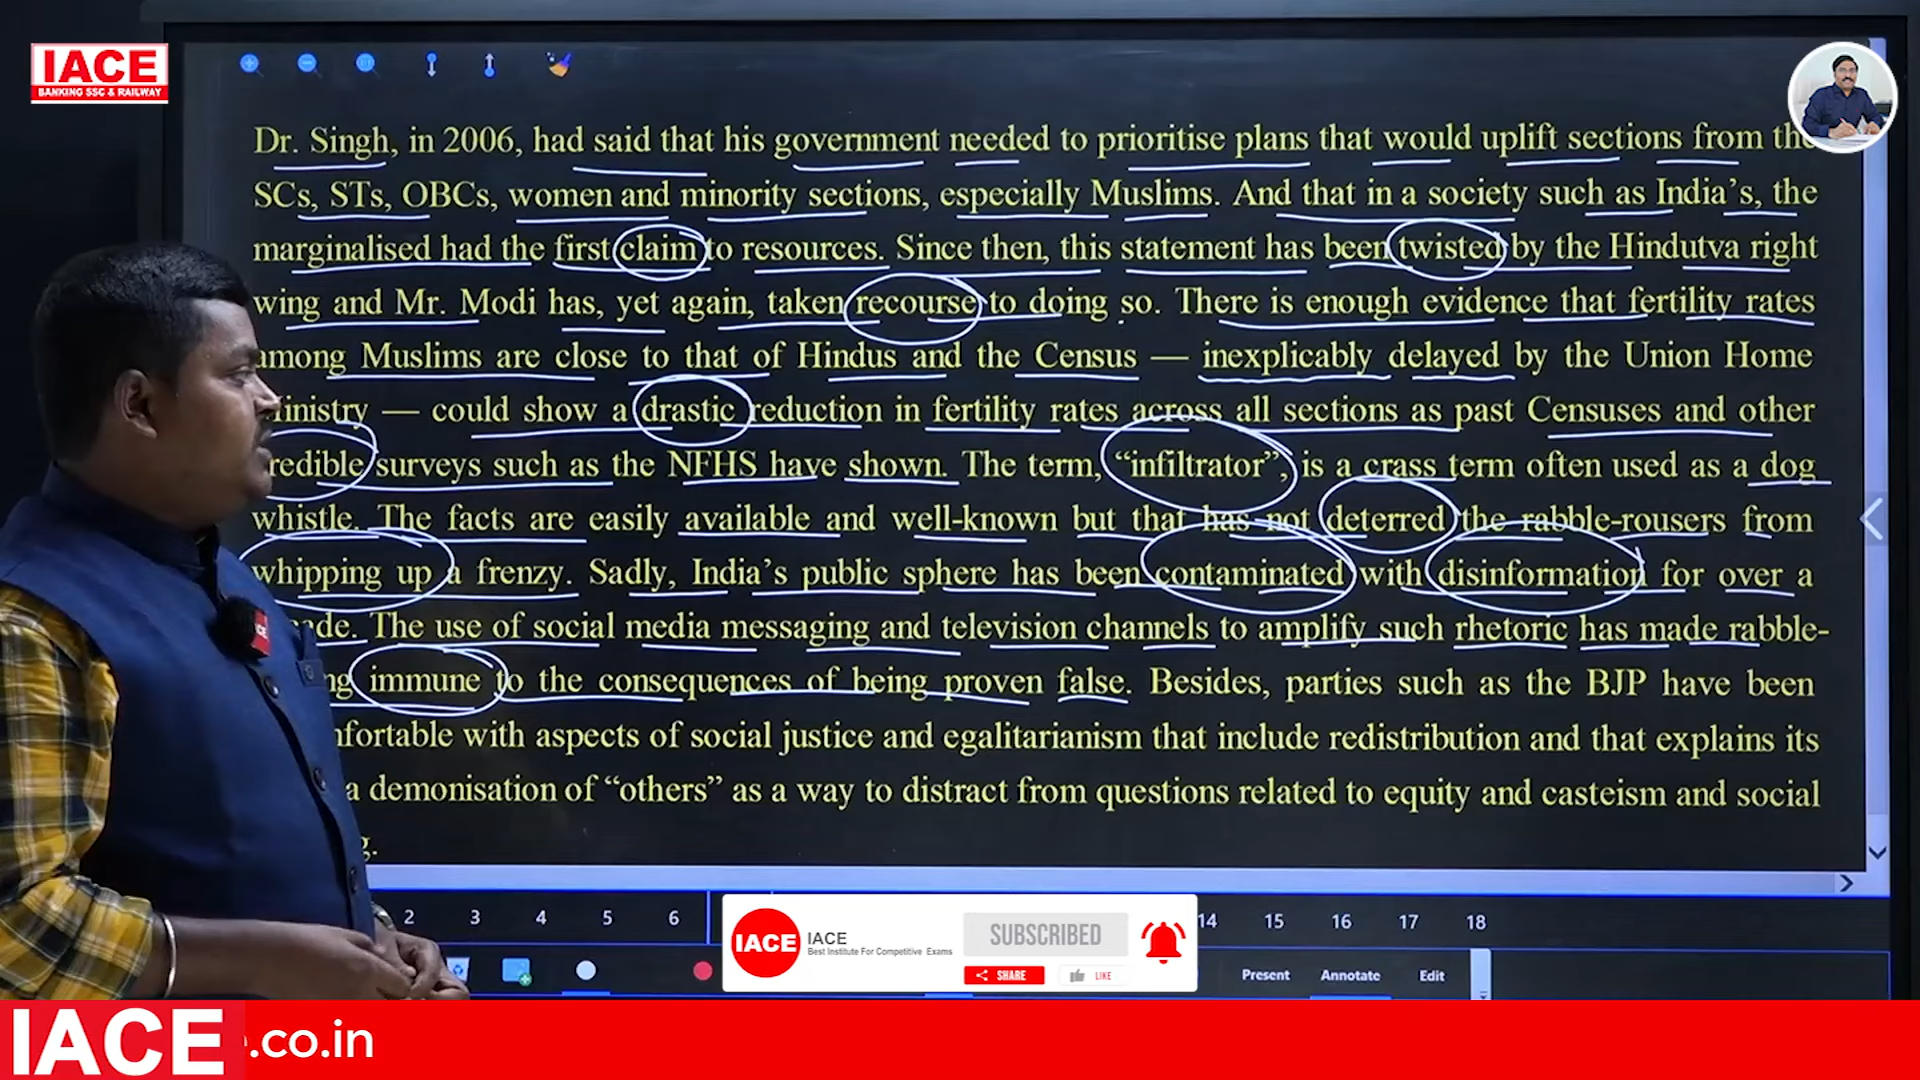 IACE
BANKING SSC & RAILWAY
Dr. Singh, in 2006, had said that his government needed to prioritise plans that would uplift sections from the
SCs, STs, OBCs, women and minority sections, especially Muslims. And that in a society such as India's, the
marginalised had the first claim to resources. Since then, this statement has been twisted by the Hindutva right
wing and Mr. Modi has, yet again, taken recourse to doing so. There is enough evidence that fertility rates
among Muslims are close to that of Hindus and the Census — inexplicably delayed by the Union Home
Ministry — could show a drastic reduction in fertility rates across all sections as past Censuses and other
credible surveys such as the NFHS have shown. The term, “infiltrator”, is a crass term often used as a dog
whistle. The facts are easily available and well-known but that has not deterred the rabble-rousers from
whipping up a frenzy. Sadly, India's public sphere has been contaminated with disinformation for over a
ade. The use of social media messaging and television channels to amplify such rhetoric has made rabble-
ng immune to the consequences of being proven false. Besides, parties such as the BJP have been
nfortable with aspects of social justice and egalitarianism that include redistribution and that explains its
a demonisation of “others” as a way to distract from questions related to equity and casteism and social
g.
2 3 4 5 6 14 15 16 17 18
IACE
IACE
Best Institute For Competitive Exams
SUBSCRIBED
SHARE
LIKE
Present Annotate Edit
IACE
.co.in